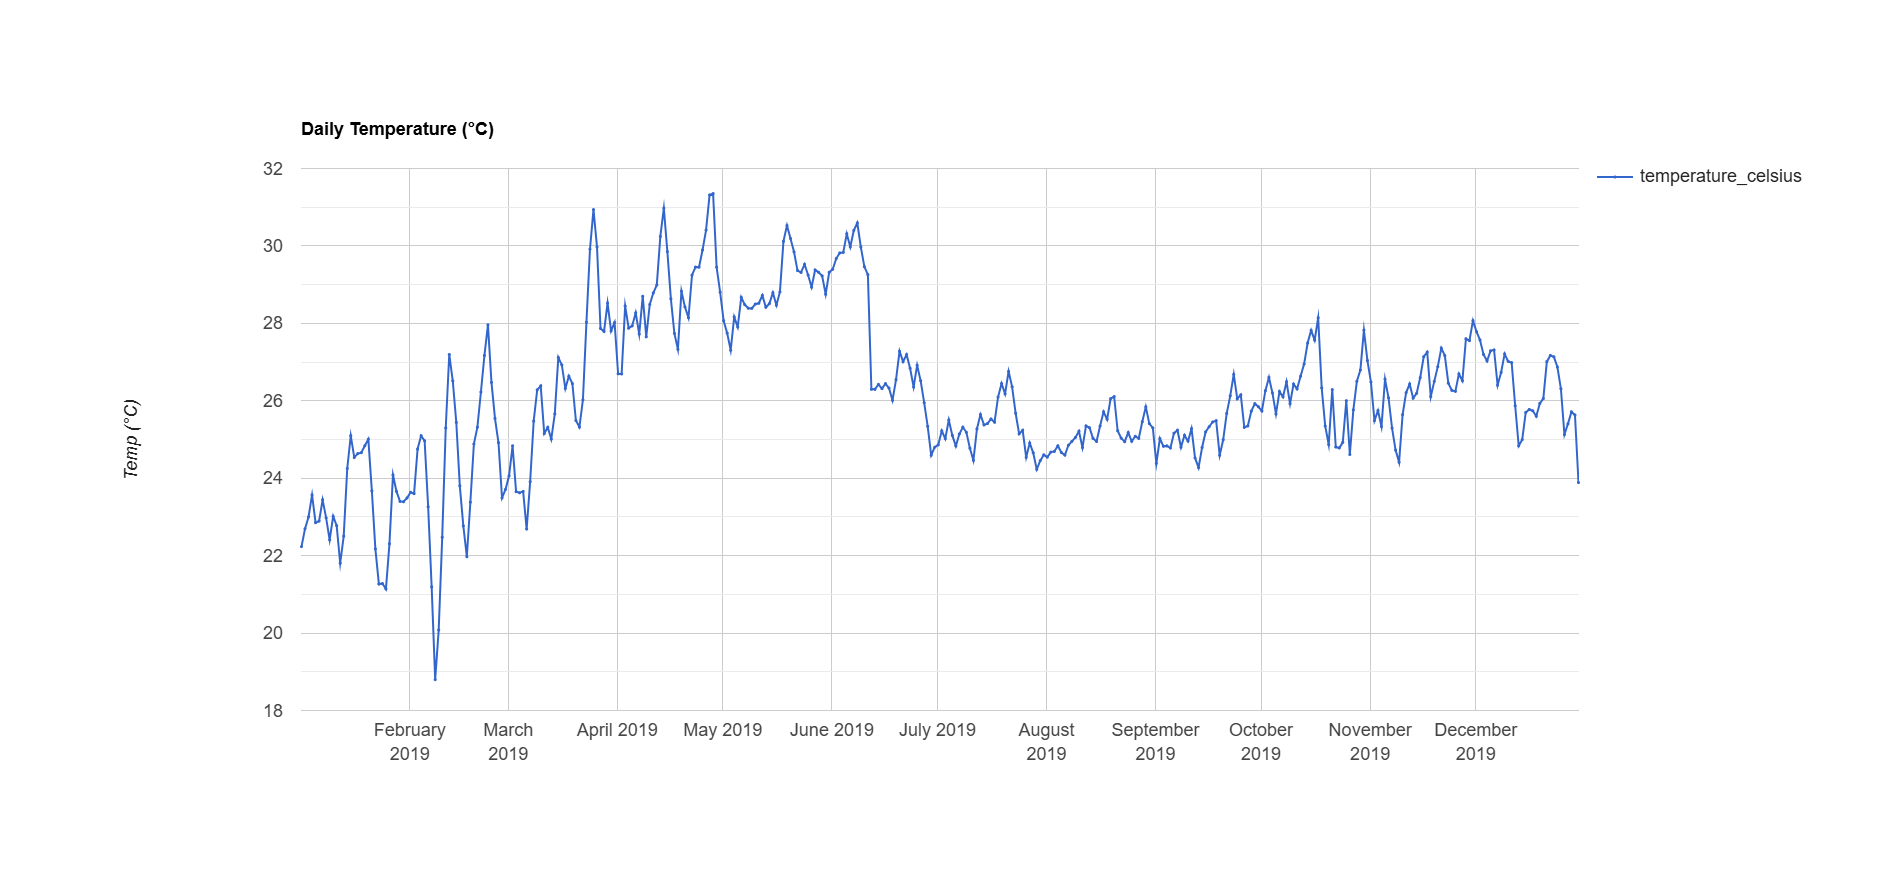 Daily Temperature (°C)
32
30
28
26
24
22
20
18
Temp (°C)
temperature_celsius
February
2019
March
2019
April 2019
May 2019
June 2019
July 2019
August
2019
September
2019
October
2019
November
2019
December
2019